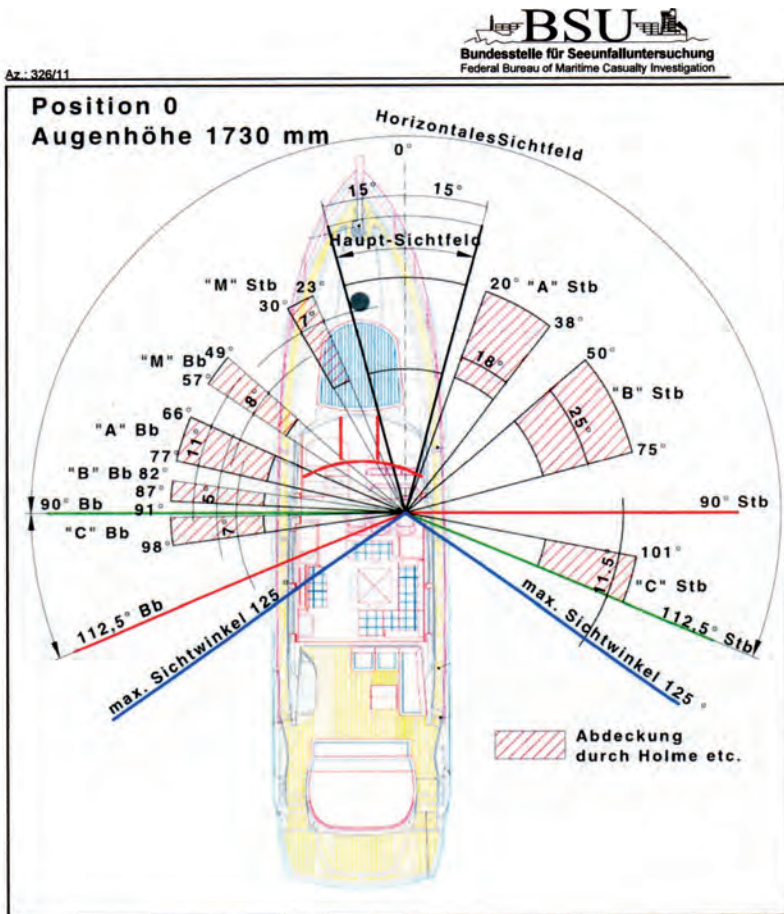 BSU
Bundesstelle für Seeunfalluntersuchung
Federal Bureau of Maritime Casualty Investigation
Az.: 326/11
Position 0
Augenhöhe 1730 mm
HorizontalesSichtfeld
0°
15° 15°
Haupt-Sichtfeld
"M" Stb 23°
30°
7°
20° "A" Stb
38°
18°
"M" Bb 49°
57°
8°
50°
"B" Stb
25°
75°
66°
"A" Bb
11°
77°
"B" Bb 82°
87°
5°
90° Bb
91°
90° Stb
"C" Bb
7°
98°
101°
11.5°
"C" Stb
112,5° Bb
112,5° Stb
max. Sichtwinkel 125°
max. Sichtwinkel 125°
Abdeckung
durch Holme etc.